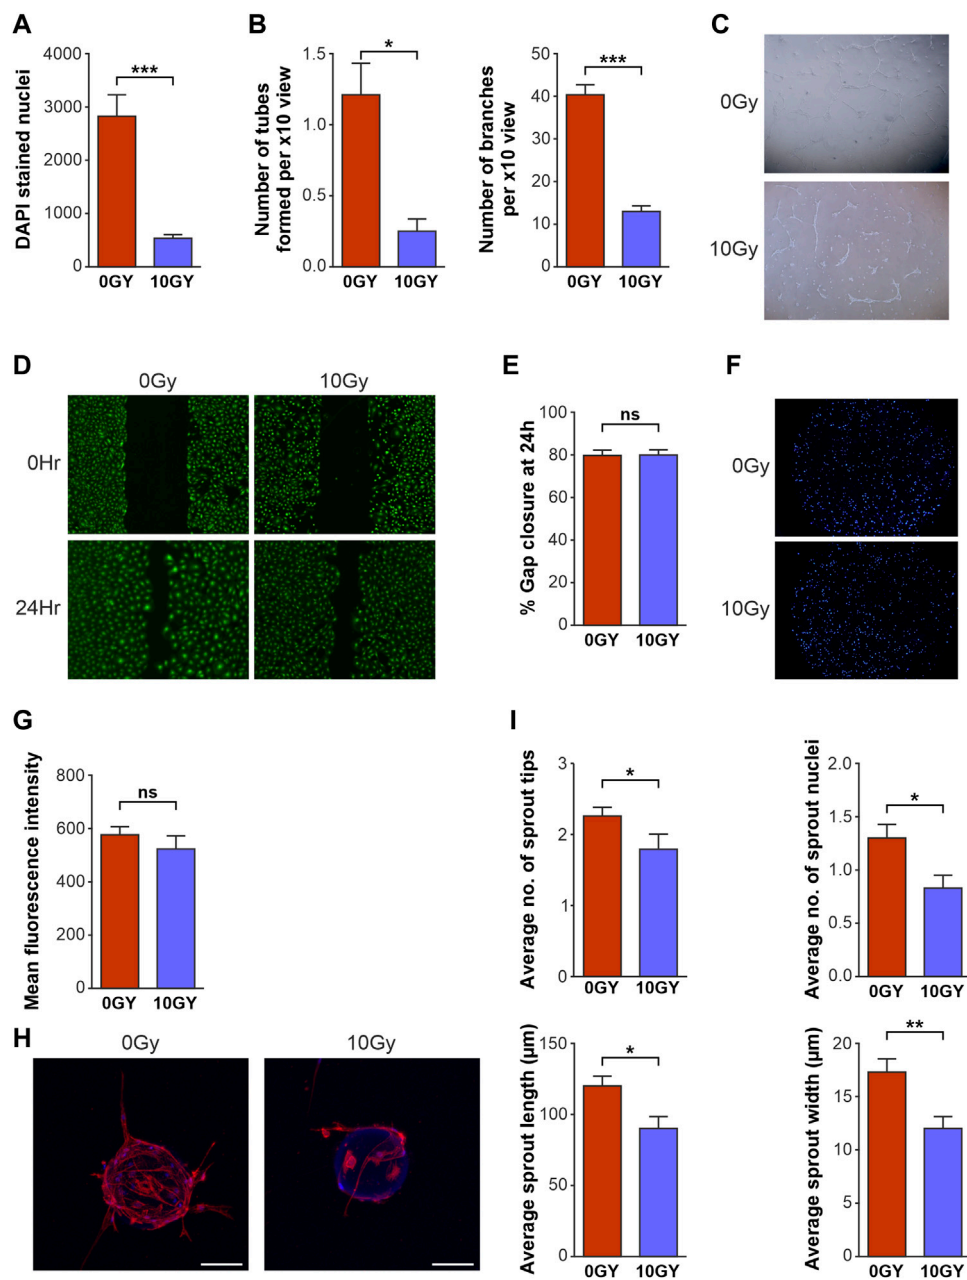 A
B
C
DAPI stained nuclei
4000
3000
2000
1000
0
***
0GY
10GY
Number of tubes
formed per x10 view
1.5
1.0
0.5
0.0
*
0GY
10GY
Number of branches
per x10 view
50
40
30
20
10
0
***
0GY
10GY
0Gy
10Gy
D
0Gy
10Gy
0Hr
24Hr
E
% Gap closure at 24h
100
80
60
40
20
0
ns
0GY
10GY
F
0Gy
10Gy
G
Mean fluorescence intensity
800
600
400
200
0
ns
0GY
10GY
H
0Gy
10Gy
I
Average no. of sprout tips
3
2
1
0
*
0GY
10GY
Average no. of sprout nuclei
2.0
1.5
1.0
0.5
0.0
*
0GY
10GY
Average sprout length (µm)
150
100
50
0
*
0GY
10GY
Average sprout width (µm)
20
15
10
5
0
**
0GY
10GY